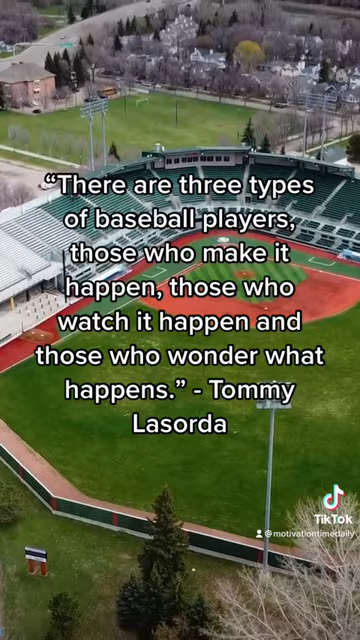 “There are three types
of baseball players,
those who make it
happen, those who
watch it happen and
those who wonder what
happens.” - Tommy
Lasorda
TikTok
@motivationtimedaily